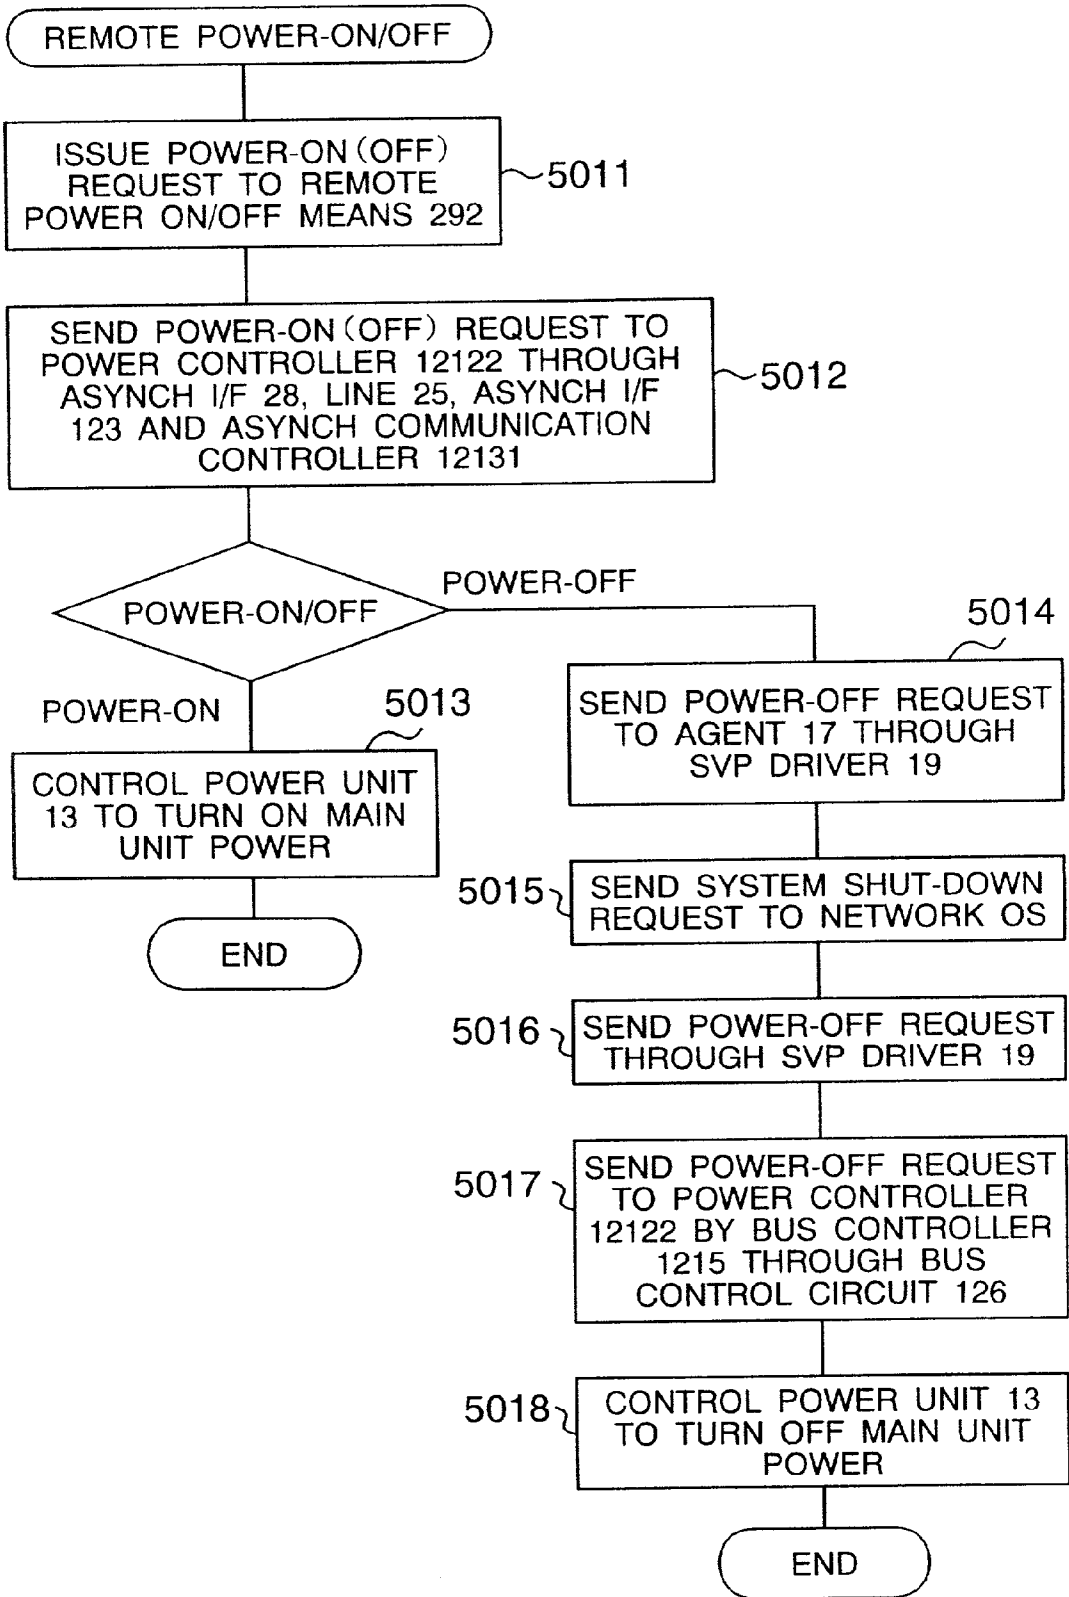 REMOTE POWER-ON/OFF
ISSUE POWER-ON (OFF)
REQUEST TO REMOTE
POWER ON/OFF MEANS 292
5011
SEND POWER-ON (OFF) REQUEST TO
POWER CONTROLLER 12122 THROUGH
ASYNCH I/F 28, LINE 25, ASYNCH I/F
123 AND ASYNCH COMMUNICATION
CONTROLLER 12131
5012
POWER-ON/OFF
POWER-OFF
POWER-ON
5013
CONTROL POWER UNIT
13 TO TURN ON MAIN
UNIT POWER
END
5014
SEND POWER-OFF REQUEST
TO AGENT 17 THROUGH
SVP DRIVER 19
5015
SEND SYSTEM SHUT-DOWN
REQUEST TO NETWORK OS
5016
SEND POWER-OFF REQUEST
THROUGH SVP DRIVER 19
5017
SEND POWER-OFF REQUEST
TO POWER CONTROLLER
12122 BY BUS CONTROLLER
1215 THROUGH BUS
CONTROL CIRCUIT 126
5018
CONTROL POWER UNIT 13
TO TURN OFF MAIN UNIT
POWER
END